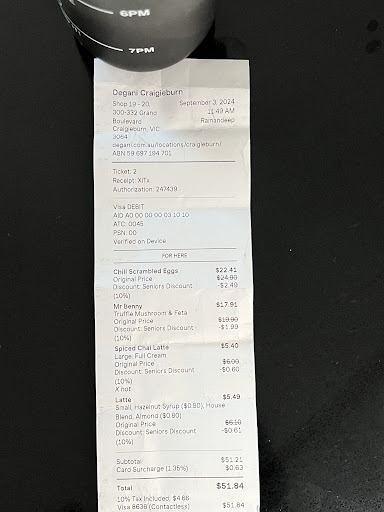 6PM
7PM
Degani Craigieburn
Shop 19 - 20, September 3, 2024
300-332 Grand 11:49 AM
Boulevard Ramandeep
Craigieburn, VIC
3064
degani.com.au/locations/craigieburn/
ABN 59 697 184 701
Ticket: 2
Receipt: XiTx
Authorization: 247439
Visa DEBIT
AID A0 00 00 00 03 10 10
ATC: 0045
PSN: 00
Verified on Device
FOR HERE
Chili Scrambled Eggs $22.41
Original Price $24.90
Discount: Seniors Discount -$2.49
(10%)
Mr Benny $17.91
Truffle Mushroom & Feta
Original Price $19.90
Discount: Seniors Discount -$1.99
(10%)
Spiced Chai Latte $5.40
Large, Full Cream
Original Price $6.00
Discount: Seniors Discount -$0.60
(10%)
X hot
Latte $5.49
Small, Hazelnut Syrup ($0.80), House
Blend, Almond ($0.80)
Original Price $6.10
Discount: Seniors Discount -$0.61
(10%)
Subtotal $51.21
Card Surcharge (1.35%) $0.63
Total $51.84
10% Tax Included, $4.66
Visa 8638 (Contactless) $51.84